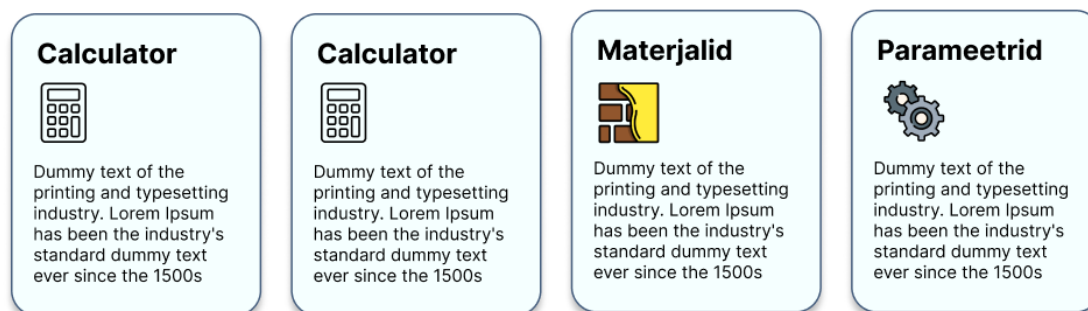 Calculator
Dummy text of the
printing and typesetting
industry. Lorem Ipsum
has been the industry's
standard dummy text
ever since the 1500s
Calculator
Dummy text of the
printing and typesetting
industry. Lorem Ipsum
has been the industry's
standard dummy text
ever since the 1500s
Materjalid
Dummy text of the
printing and typesetting
industry. Lorem Ipsum
has been the industry's
standard dummy text
ever since the 1500s
Parameetrid
Dummy text of the
printing and typesetting
industry. Lorem Ipsum
has been the industry's
standard dummy text
ever since the 1500s